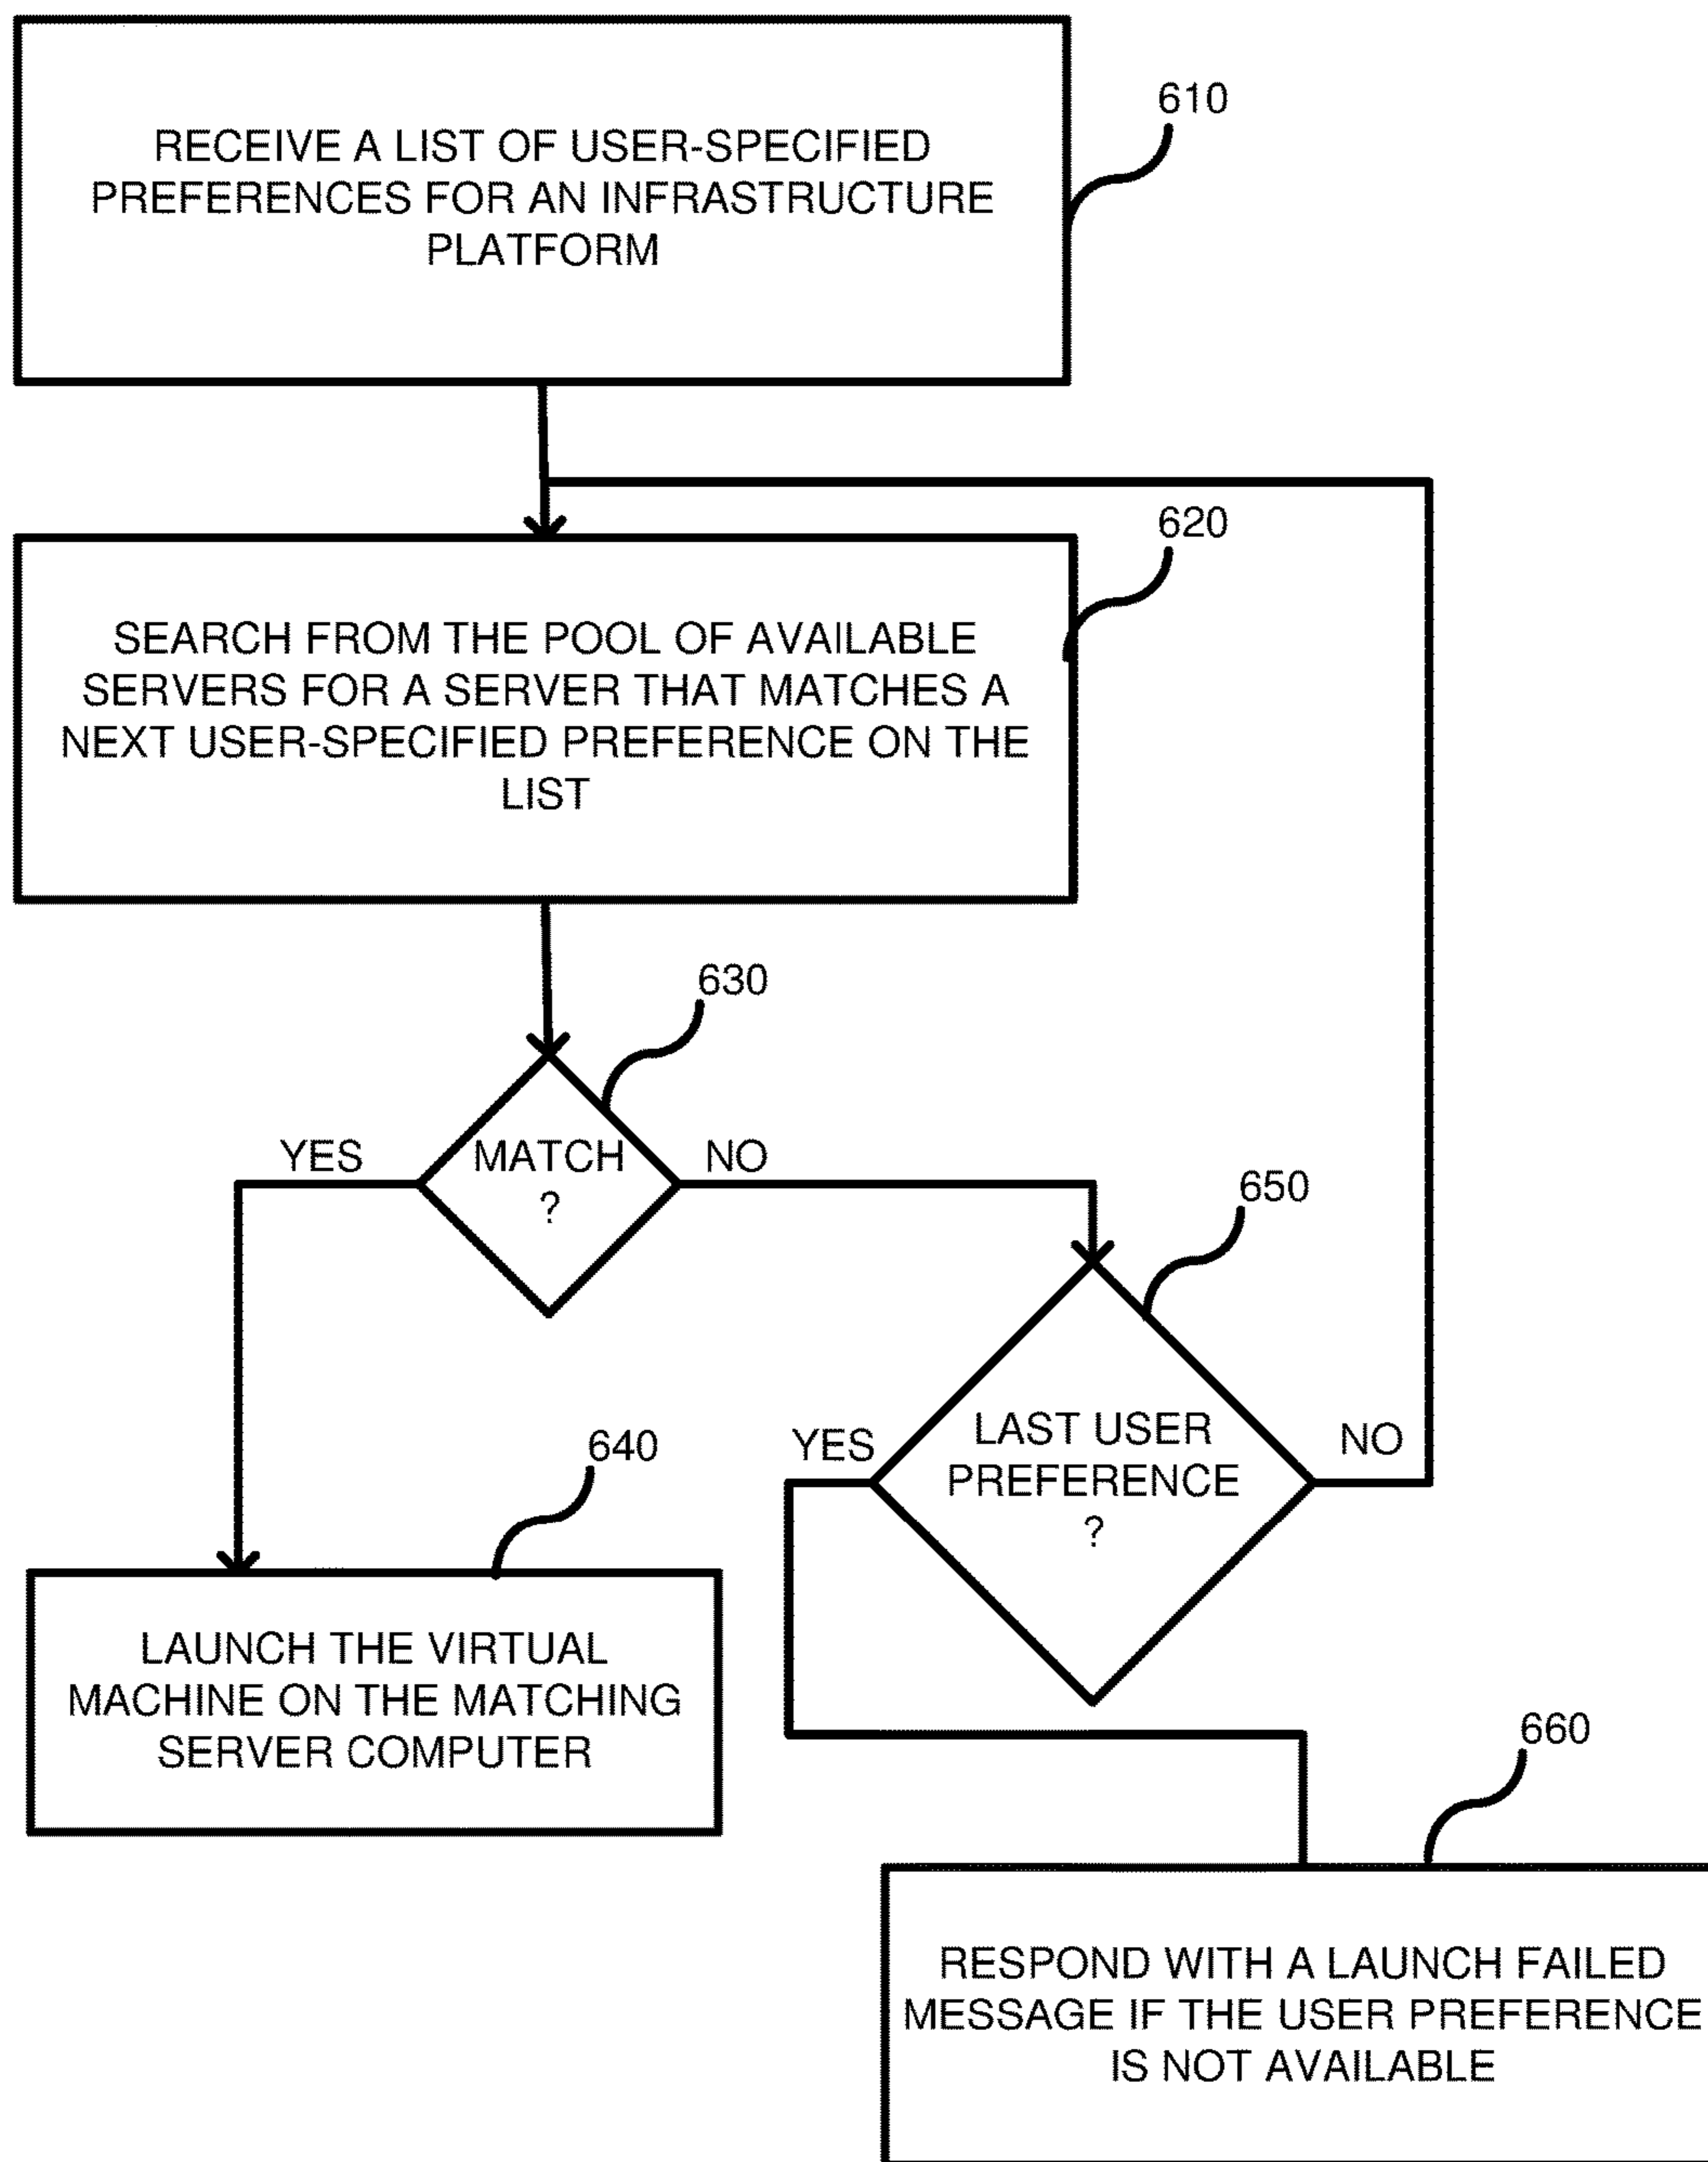 610
RECEIVE A LIST OF USER-SPECIFIED
PREFERENCES FOR AN INFRASTRUCTURE
PLATFORM
620
SEARCH FROM THE POOL OF AVAILABLE
SERVERS FOR A SERVER THAT MATCHES A
NEXT USER-SPECIFIED PREFERENCE ON THE
LIST
630
YES
MATCH
?
NO
650
LAST USER
PREFERENCE
?
YES
NO
640
LAUNCH THE VIRTUAL
MACHINE ON THE MATCHING
SERVER COMPUTER
660
RESPOND WITH A LAUNCH FAILED
MESSAGE IF THE USER PREFERENCE
IS NOT AVAILABLE